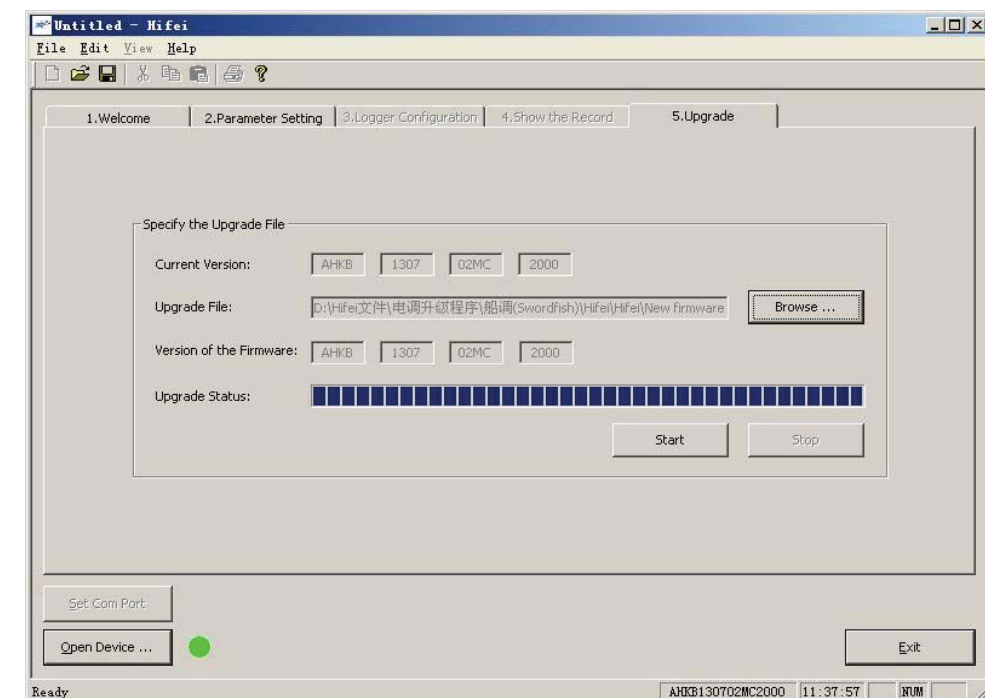 Untitled - Hifei
File Edit View Help
1.Welcome 2.Parameter Setting 3.Logger Configuration 4.Show the Record 5.Upgrade
Specify the Upgrade File
Current Version: AHKB 1307 02MC 2000
Upgrade File: D:\Hifei文件\电调升级程序\船调(Swordfish)\Hifei\Hifei\New firmware Browse ...
Version of the Firmware: AHKB 1307 02MC 2000
Upgrade Status:
Start Stop
Set Com Port
Open Device ... Exit
Ready AHKB130702MC2000 11:37:57 NUM